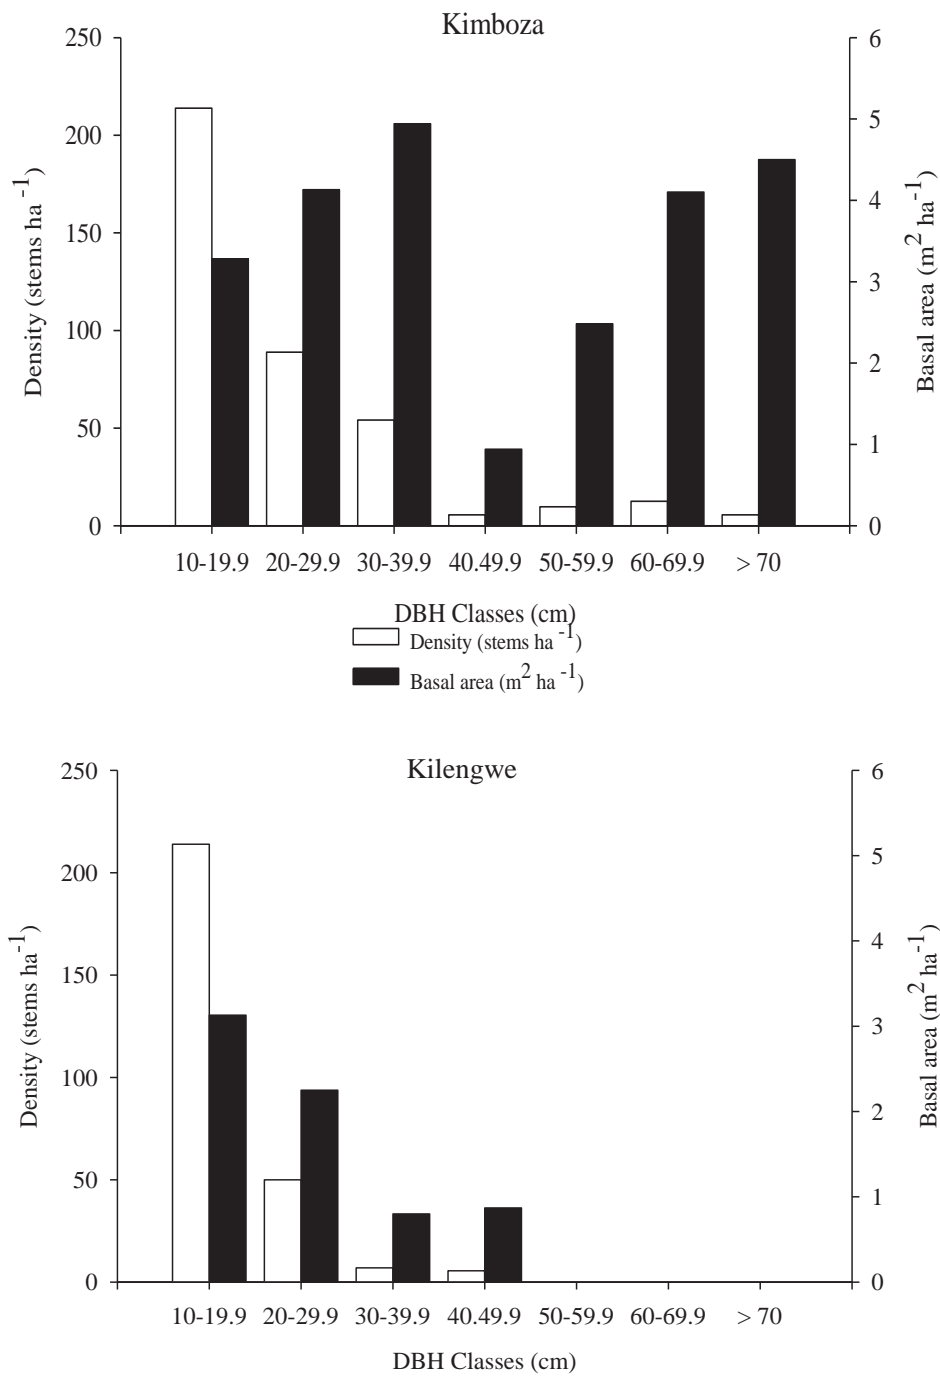 Kimboza
250
200
150
100
50
0
Density (stems ha -1)
6
5
4
3
2
1
0
Basal area (m2 ha-1)
10-19.9 20-29.9 30-39.9 40.49.9 50-59.9 60-69.9 > 70
DBH Classes (cm)
Density (stems ha -1)
Basal area (m2 ha -1)
Kilengwe
250
200
150
100
50
0
Density (stems ha-1)
6
5
4
3
2
1
0
Basal area (m2 ha-1)
10-19.9 20-29.9 30-39.9 40.49.9 50-59.9 60-69.9 > 70
DBH Classes (cm)